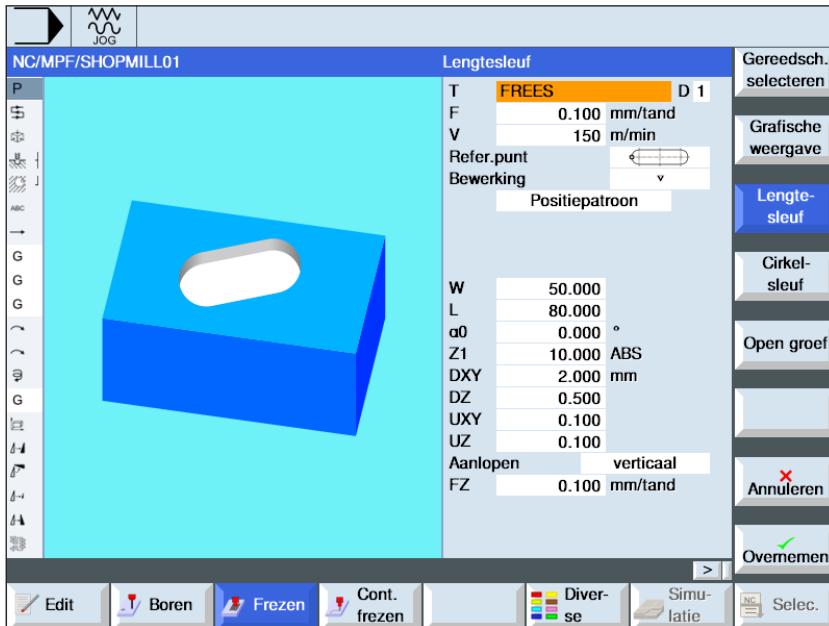 JOG
NC/MPF/SHOPMILL01
Lengtesleuf
P
ABC
G
G
G
G
T FREES D 1
F 0.100 mm/tand
V 150 m/min
Refer.punt
Bewerking ▽
Positiepatroon
W 50.000
L 80.000
α0 0.000 °
Z1 10.000 ABS
DXY 2.000 mm
DZ 0.500
UXY 0.100
UZ 0.100
Aanlopen verticaal
FZ 0.100 mm/tand
>
Gereedsch.
selecteren
Grafische
weergave
Lengte-
sleuf
Cirkel-
sleuf
Open groef
Annuleren
Overnemen
Edit
Boren
Frezen
Cont.
frezen
Diver-
se
Simu-
latie
NC
Selec.